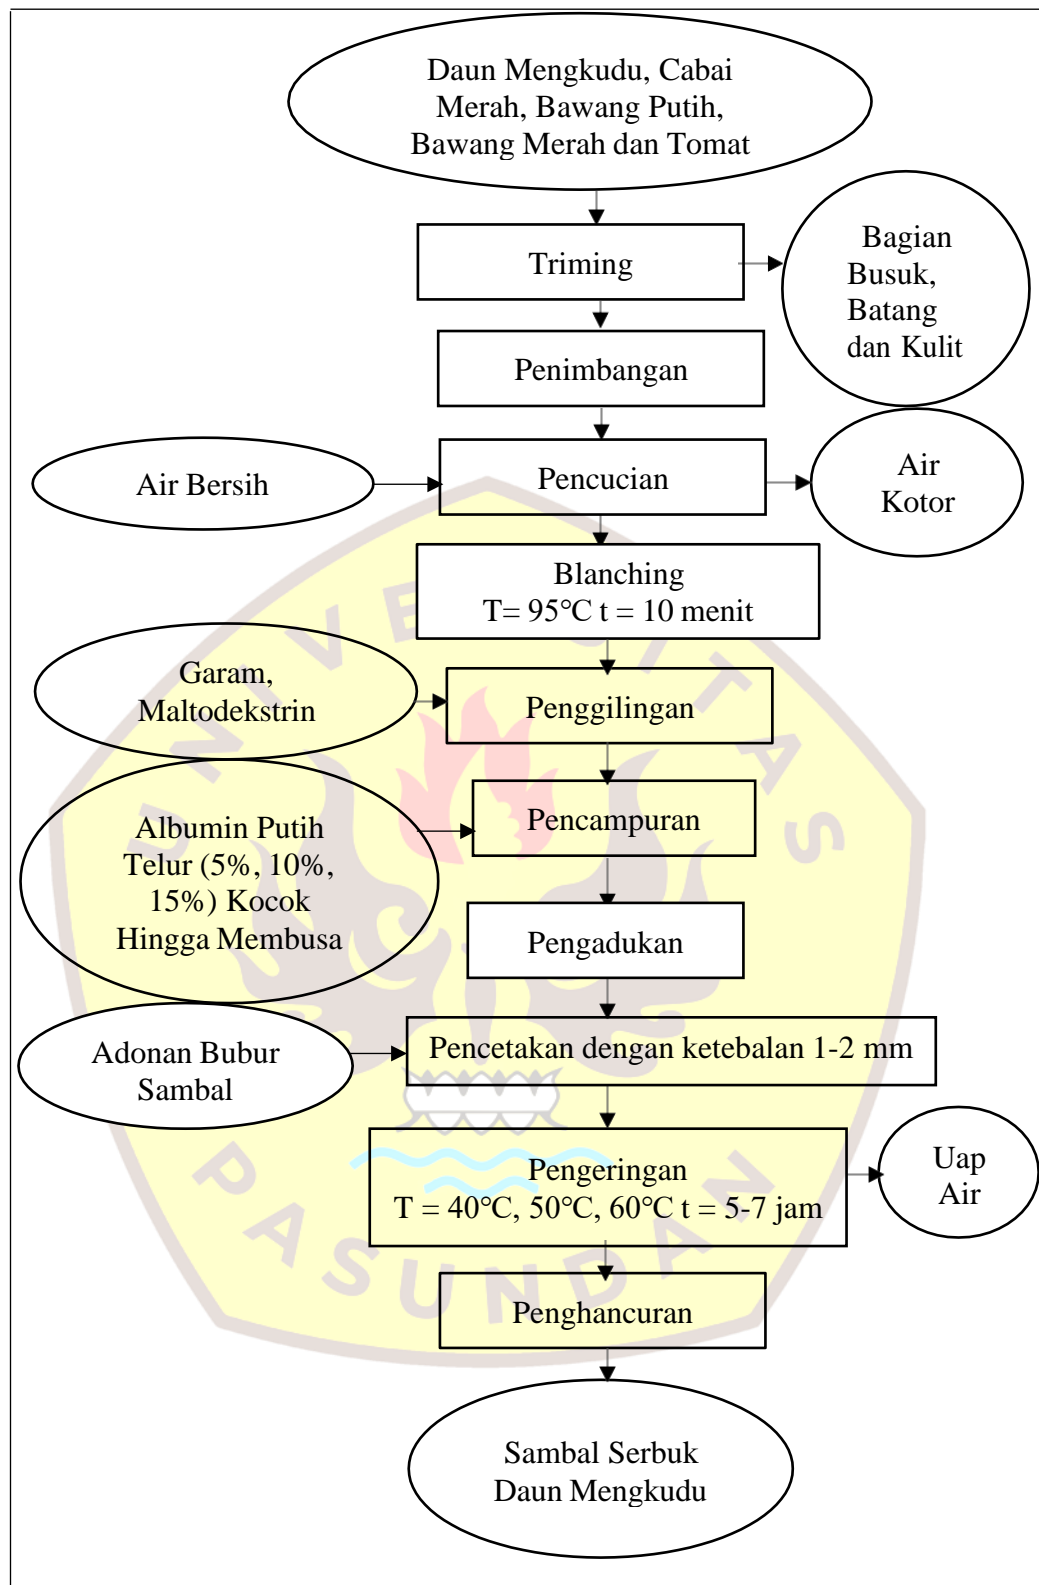 Daun Mengkudu, Cabai
Merah, Bawang Putih,
Bawang Merah dan Tomat
Triming
Bagian
Busuk,
Batang
dan Kulit
Penimbangan
Air Bersih
Pencucian
Air
Kotor
Blanching
T= 95°C t = 10 menit
Garam,
Maltodekstrin
Penggilingan
Albumin Putih
Telur (5%, 10%,
15%) Kocok
Hingga Membusa
Pencampuran
Pengadukan
Adonan Bubur
Sambal
Pencetakan dengan ketebalan 1-2 mm
Pengeringan
T = 40°C, 50°C, 60°C t = 5-7 jam
Uap
Air
Penghancuran
Sambal Serbuk
Daun Mengkudu
UNIVERSITAS
PASUNDAN